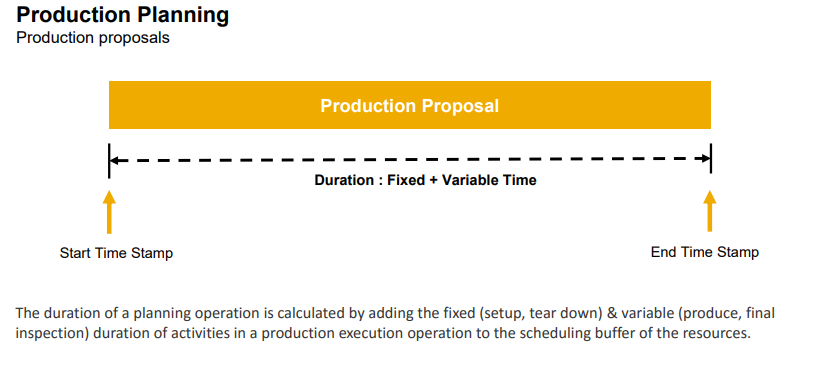 Production Planning
Production proposals
Production Proposal
Duration : Fixed + Variable Time
Start Time Stamp
End Time Stamp
The duration of a planning operation is calculated by adding the fixed (setup, tear down) & variable (produce, final
inspection) duration of activities in a production execution operation to the scheduling buffer of the resources.